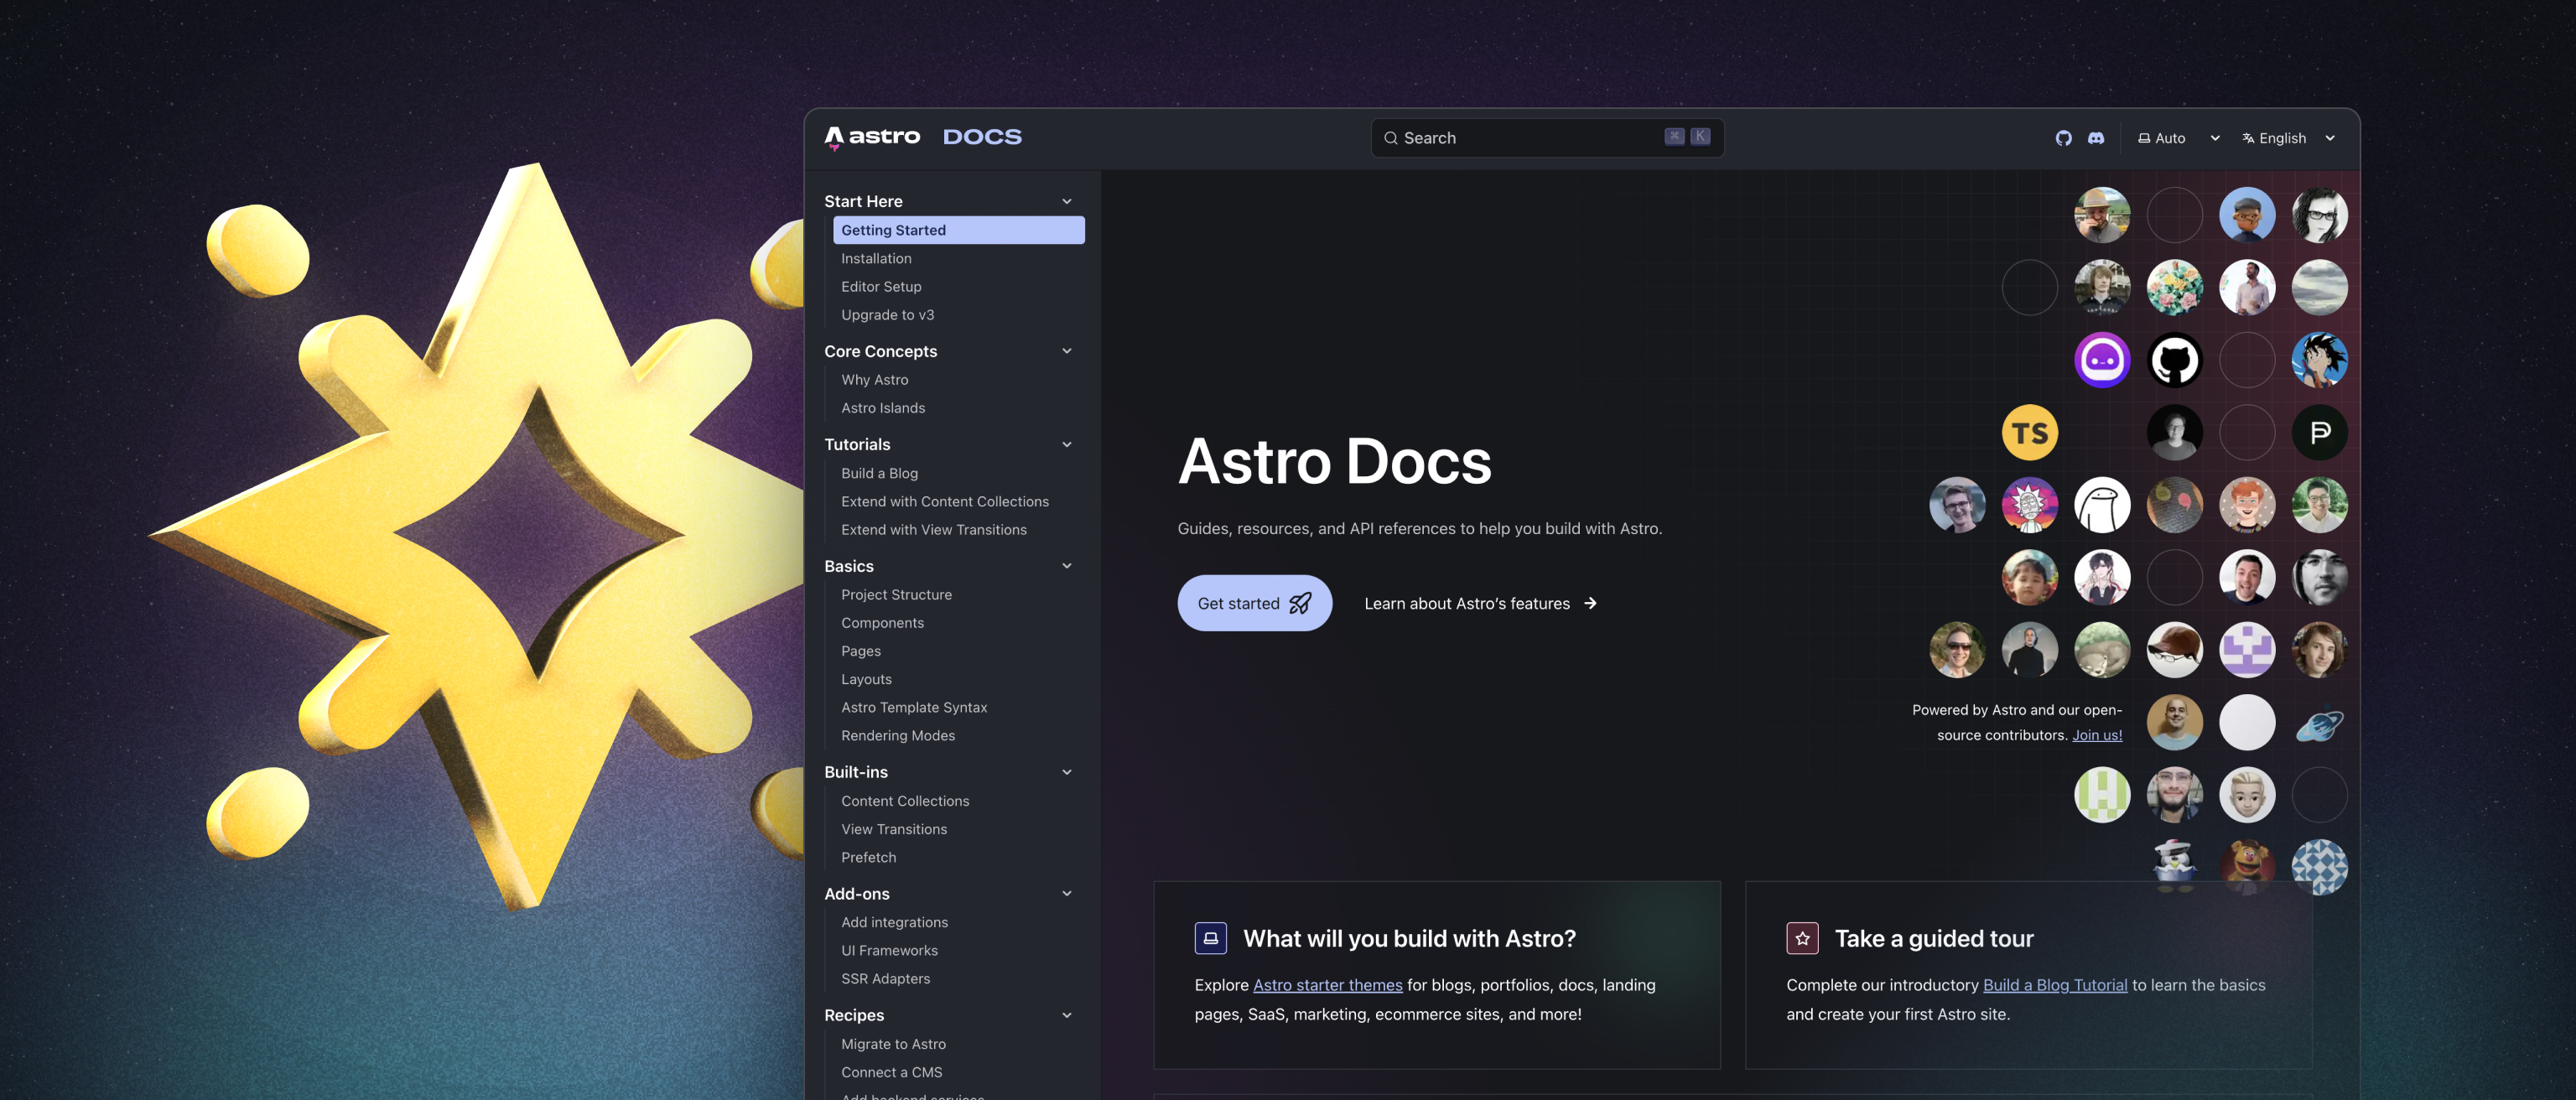 astro DOCS
Search ⌘ K
Auto
English
Start Here
Getting Started
Installation
Editor Setup
Upgrade to v3
Core Concepts
Why Astro
Astro Islands
Tutorials
Build a Blog
Extend with Content Collections
Extend with View Transitions
Basics
Project Structure
Components
Pages
Layouts
Astro Template Syntax
Rendering Modes
Built-ins
Content Collections
View Transitions
Prefetch
Add-ons
Add integrations
UI Frameworks
SSR Adapters
Recipes
Migrate to Astro
Connect a CMS
Add backend services
Astro Docs
Guides, resources, and API references to help you build with Astro.
Get started
Learn about Astro’s features
TS
Powered by Astro and our open-
source contributors. Join us!
What will you build with Astro?
Explore Astro starter themes for blogs, portfolios, docs, landing
pages, SaaS, marketing, ecommerce sites, and more!
Take a guided tour
Complete our introductory Build a Blog Tutorial to learn the basics
and create your first Astro site.